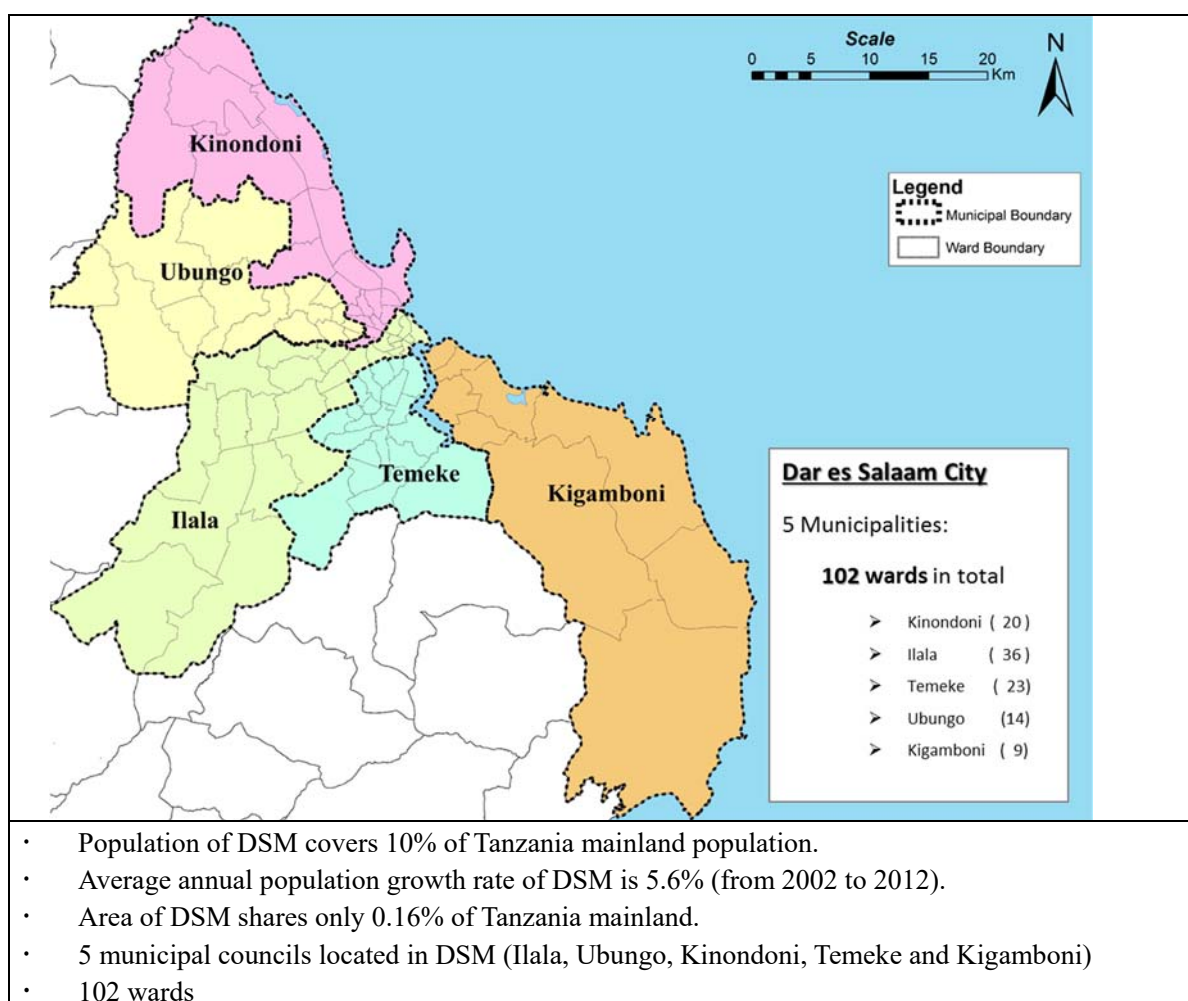 Scale
0 5 10 15 20
Km
N
Kinondoni
Legend
Municipal Boundary
Ward Boundary
Ubungo
Temeke
Kigamboni
Ilala
Dar es Salaam City
5 Municipalities:
102 wards in total
➢ Kinondoni ( 20 )
➢ Ilala ( 36 )
➢ Temeke ( 23)
➢ Ubungo (14)
➢ Kigamboni ( 9)
・ Population of DSM covers 10% of Tanzania mainland population.
・ Average annual population growth rate of DSM is 5.6% (from 2002 to 2012).
・ Area of DSM shares only 0.16% of Tanzania mainland.
・ 5 municipal councils located in DSM (Ilala, Ubungo, Kinondoni, Temeke and Kigamboni)
・ 102 wards